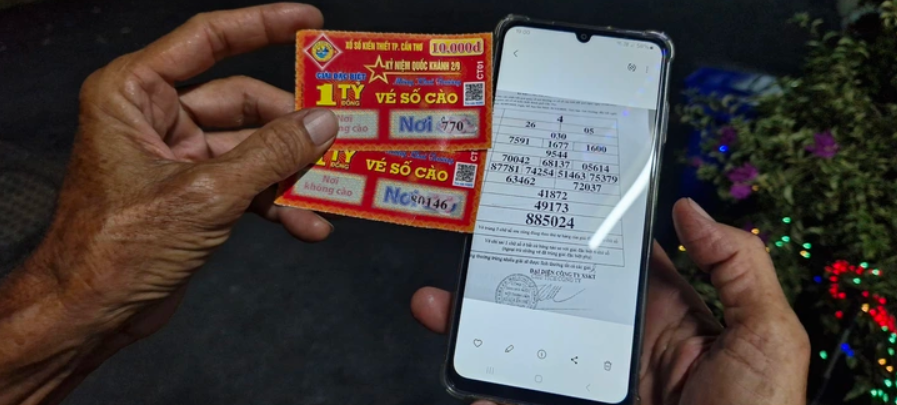 XỔ SỐ KIẾN THIẾT TP. CẦN THƠ
10.000đ
KỶ NIỆM QUỐC KHÁNH 2/9
GIẢI ĐẶC BIỆT
1 TỶ
ĐỒNG
VÉ SỐ CÀO
CT01
Nơi
không cào
Nơi 770
1 TỶ
ĐỒNG
VÉ SỐ CÀO
Nơi
không cào
80146
4
26 05
030
7591 1677 1600
9544
70042 68137 05614
87781 74254 51463 75379
63462 72037
41872
49173
885024
ĐẠI DIỆN CÔNG TY XSKT